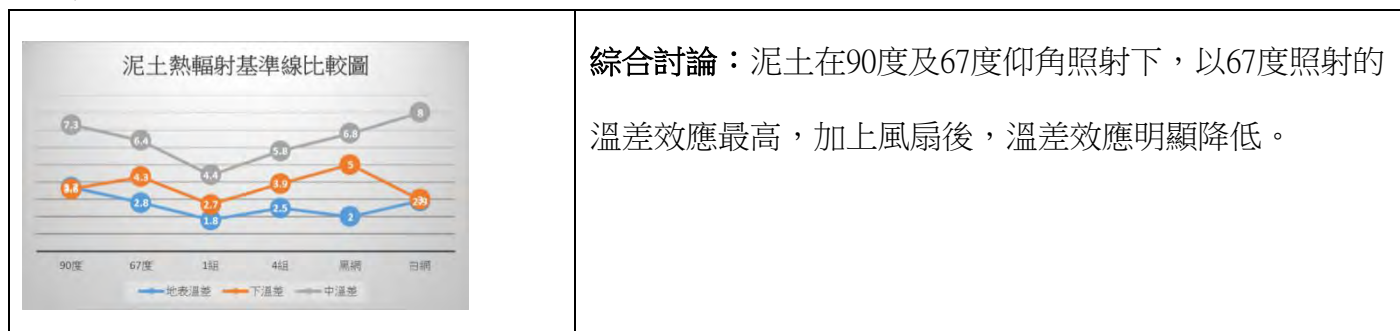 泥土熱輻射基準線比較圖
7.3
6.4
4.4
5.8
6.8
8
4.3
2.7
3.9
5
2.8
1.8
2.5
2
90度
67度
1組
4組
黑網
白網
地表溫差
下溫差
中溫差
綜合討論：泥土在90度及67度仰角照射下，以67度照射的
溫差效應最高，加上風扇後，溫差效應明顯降低。